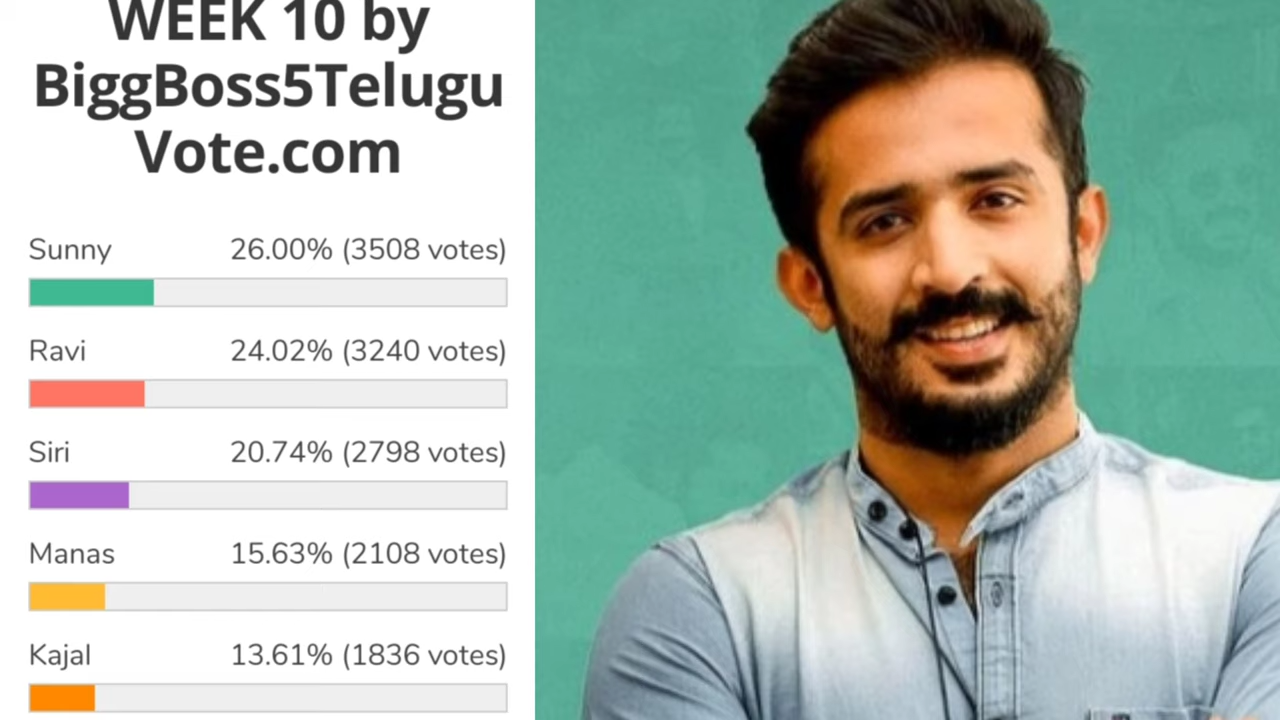 WEEK 10 by
BiggBoss5Telugu
Vote.com
Sunny 26.00% (3508 votes)
Ravi 24.02% (3240 votes)
Siri 20.74% (2798 votes)
Manas 15.63% (2108 votes)
Kajal 13.61% (1836 votes)